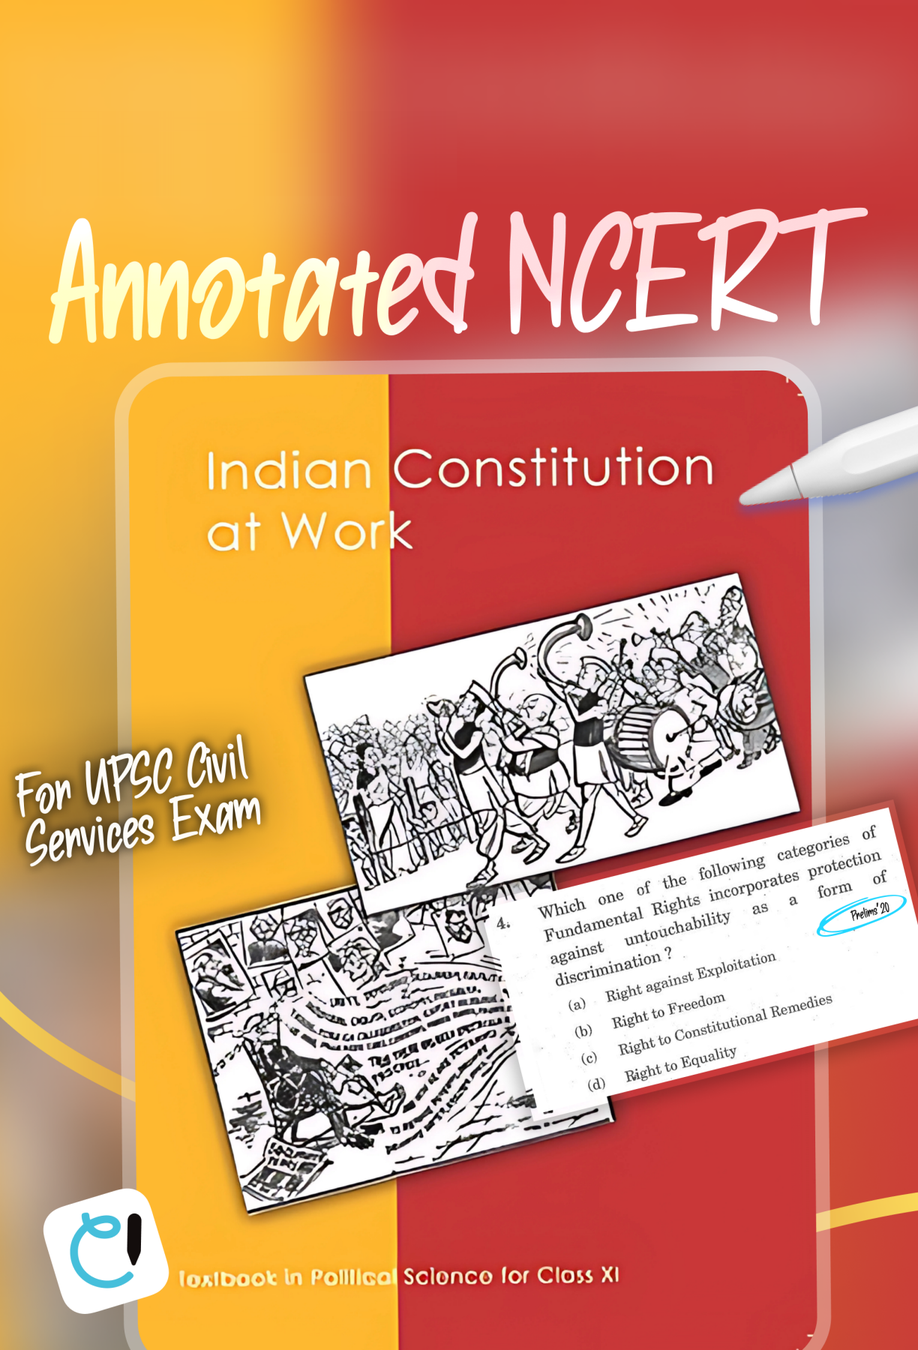 Annotated NCERT
Indian Constitution
at Work
For UPSC Civil
Services Exam
4. Which one of the following categories of
Fundamental Rights incorporates protection
against untouchability as a form of
discrimination ?
Prelims'20
(a) Right against Exploitation
(b) Right to Freedom
(c) Right to Constitutional Remedies
(d) Right to Equality
Textbook in Political Science for Class XI